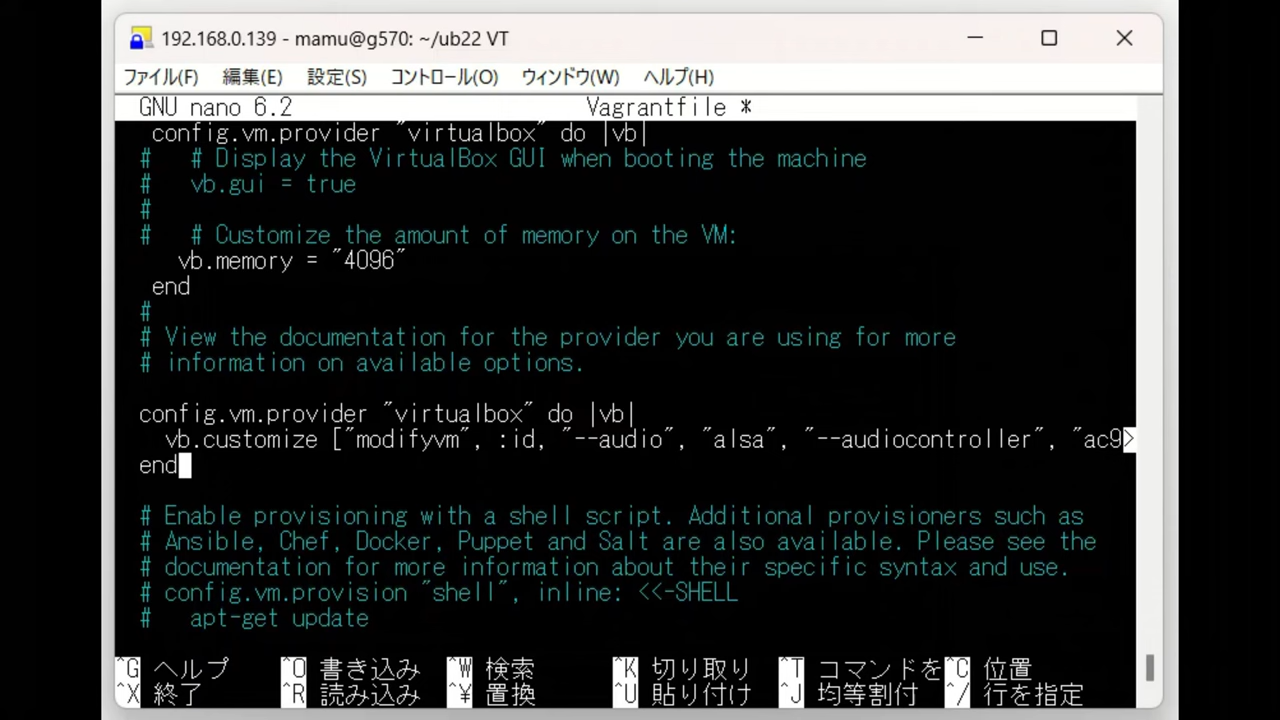 192.168.0.139 - mamu@g570: ~/ub22 VT
ファイル(F) 編集(E) 設定(S) コントロール(O) ウィンドウ(W) ヘルプ(H)
GNU nano 6.2 Vagrantfile *
config.vm.provider "virtualbox" do |vb|
#   # Display the VirtualBox GUI when booting the machine
#   vb.gui = true
#
#   # Customize the amount of memory on the VM:
vb.memory = "4096"
end
#
# View the documentation for the provider you are using for more
# information on available options.
config.vm.provider "virtualbox" do |vb|
vb.customize ["modifyvm", :id, "--audio", "alsa", "--audiocontroller", "ac9>
end
# Enable provisioning with a shell script. Additional provisioners such as
# Ansible, Chef, Docker, Puppet and Salt are also available. Please see the
# documentation for more information about their specific syntax and use.
# config.vm.provision "shell", inline: <<-SHELL
#   apt-get update
^G ヘルプ ^O 書き込み ^W 検索 ^K 切り取り ^T コマンドを ^C 位置
^X 終了 ^R 読み込み ^¥ 置換 ^U 貼り付け ^J 均等割付 ^/ 行を指定